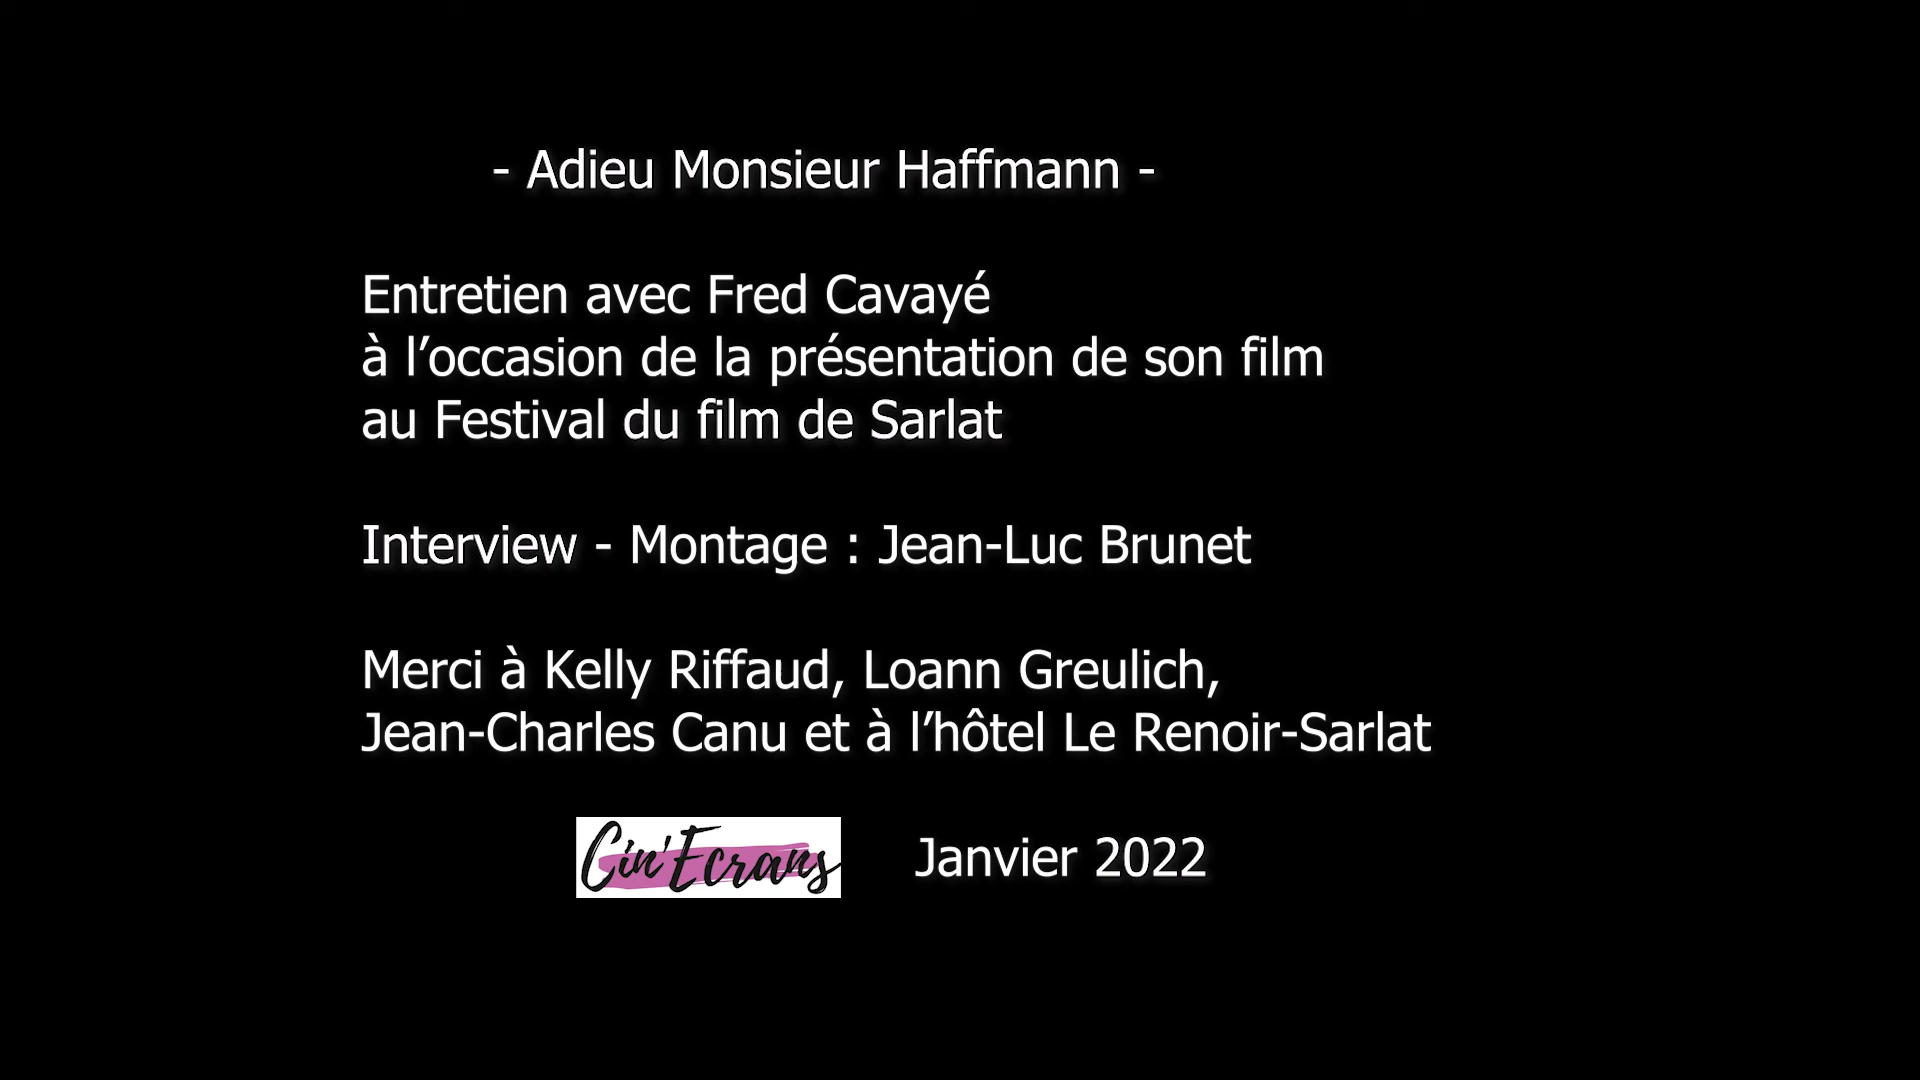 - Adieu Monsieur Haffmann -
Entretien avec Fred Cavayé
à l’occasion de la présentation de son film
au Festival du film de Sarlat
Interview - Montage : Jean-Luc Brunet
Merci à Kelly Riffaud, Loann Greulich,
Jean-Charles Canu et à l’hôtel Le Renoir-Sarlat
Cin'Ecrans Janvier 2022